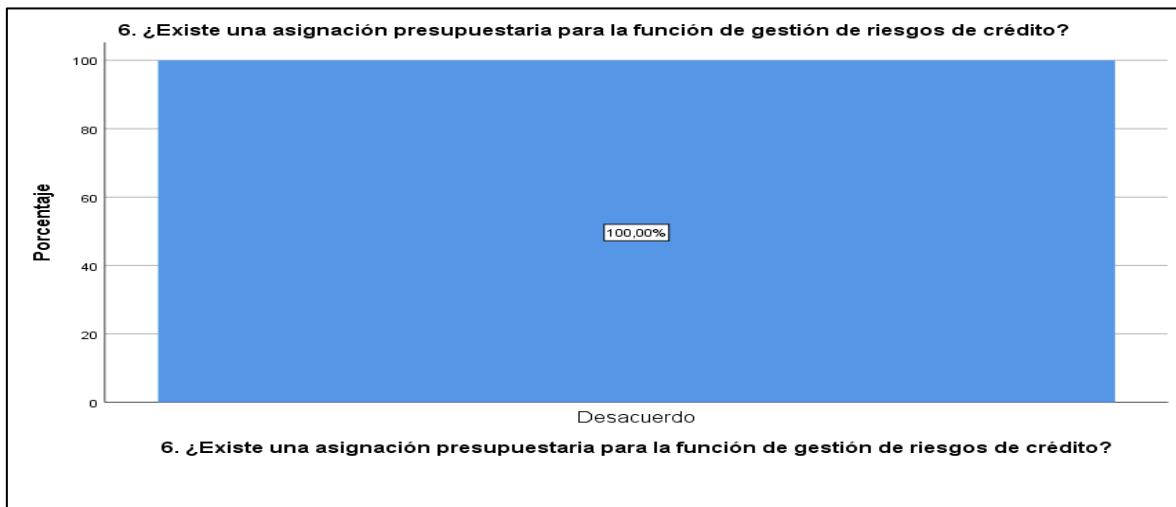 6. ¿Existe una asignación presupuestaria para la función de gestión de riesgos de crédito?
100
80
60
40
20
0
Porcentaje
100,00%
Desacuerdo
6. ¿Existe una asignación presupuestaria para la función de gestión de riesgos de crédito?